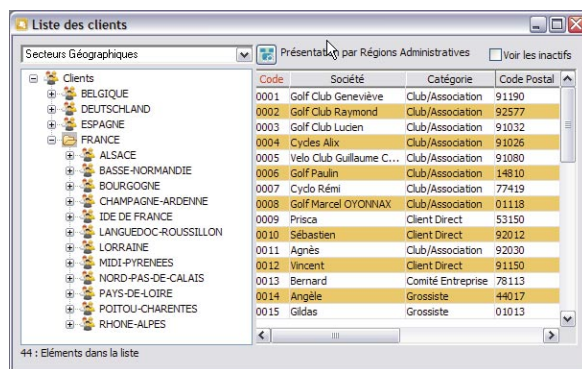 Liste des clients
Secteurs Géographiques
Présentation par Régions Administratives
Voir les inactifs
Clients
BELGIQUE
DEUTSCHLAND
ESPAGNE
FRANCE
ALSACE
BASSE-NORMANDIE
BOURGOGNE
CHAMPAGNE-ARDENNE
IDE DE FRANCE
LANGUEDOC-ROUSSILLON
LORRAINE
MIDI-PYRENEES
NORD-PAS-DE-CALAIS
PAYS-DE-LOIRE
POITOU-CHARENTES
RHONE-ALPES
Code Société Catégorie Code Postal
0001 Golf Club Geneviève Club/Association 91190
0002 Golf Club Raymond Club/Association 92577
0003 Golf Club Lucien Club/Association 91032
0004 Cycles Alix Club/Association 91026
0005 Velo Club Guillaume C... Club/Association 91080
0006 Golf Paulin Club/Association 14810
0007 Cyclo Rémi Club/Association 77419
0008 Golf Marcel OYONNAX Club/Association 01118
0009 Prisca Client Direct 53150
0010 Sébastien Client Direct 92012
0011 Agnès Club/Association 92030
0012 Vincent Client Direct 91150
0013 Bernard Comité Entreprise 78113
0014 Angèle Grossiste 44017
0015 Gildas Grossiste 01013
44 : Eléments dans la liste